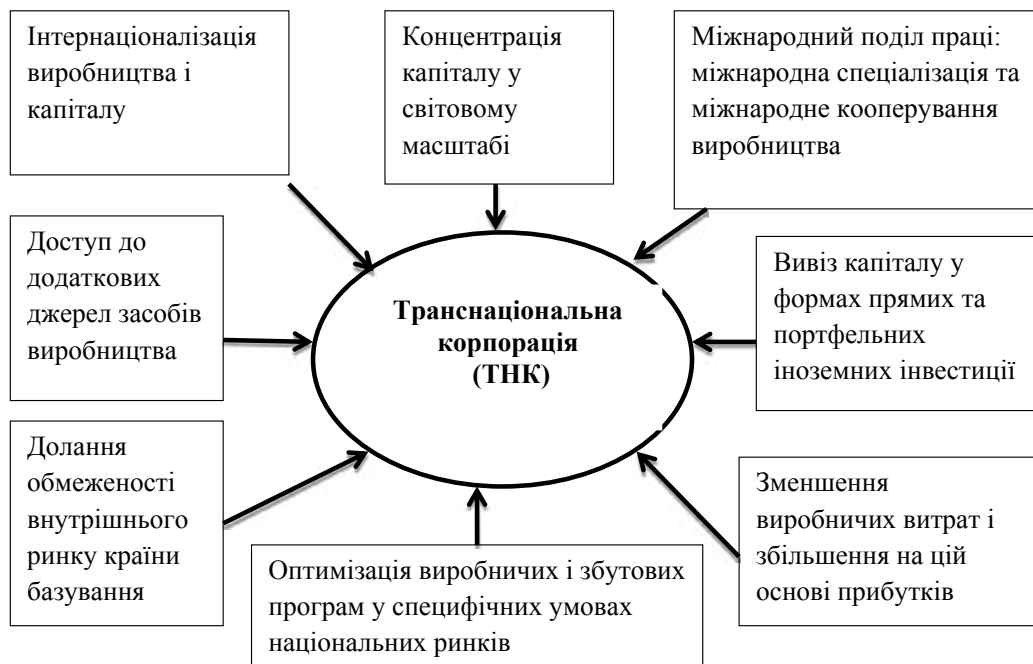 Інтернаціоналізація
виробництва і
капіталу
Концентрація
капіталу у
світовому
масштабі
Міжнародний поділ праці:
міжнародна спеціалізація та
міжнародне кооперування
виробництва
Доступ до
додаткових
джерел засобів
виробництва
Транснаціональна
корпорація
(ТНК)
Вивіз капіталу у
формах прямих та
портфельних
іноземних інвестиції
Долання
обмеженості
внутрішнього
ринку країни
базування
Оптимізація виробничих і збутових
програм у специфічних умовах
національних ринків
Зменшення
виробничих витрат і
збільшення на цій
основі прибутків